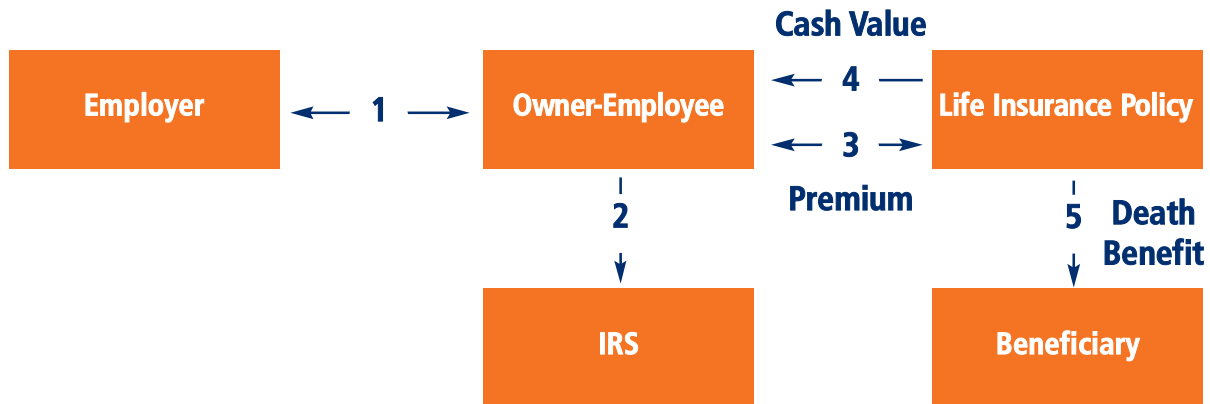 Cash Value
Employer
1
Owner-Employee
4
Life Insurance Policy
3
Premium
2
5
Death
Benefit
IRS
Beneficiary